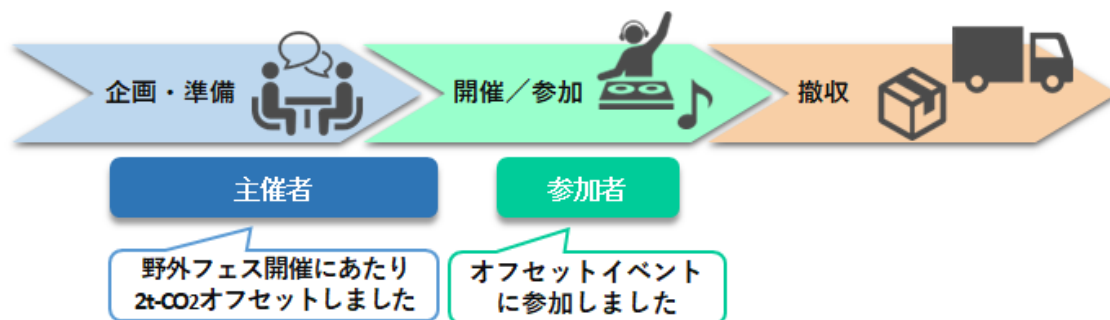 企画・準備
開催／参加
撤収
主催者
参加者
野外フェス開催にあたり
2t-CO2オフセットしました
オフセットイベント
に参加しました